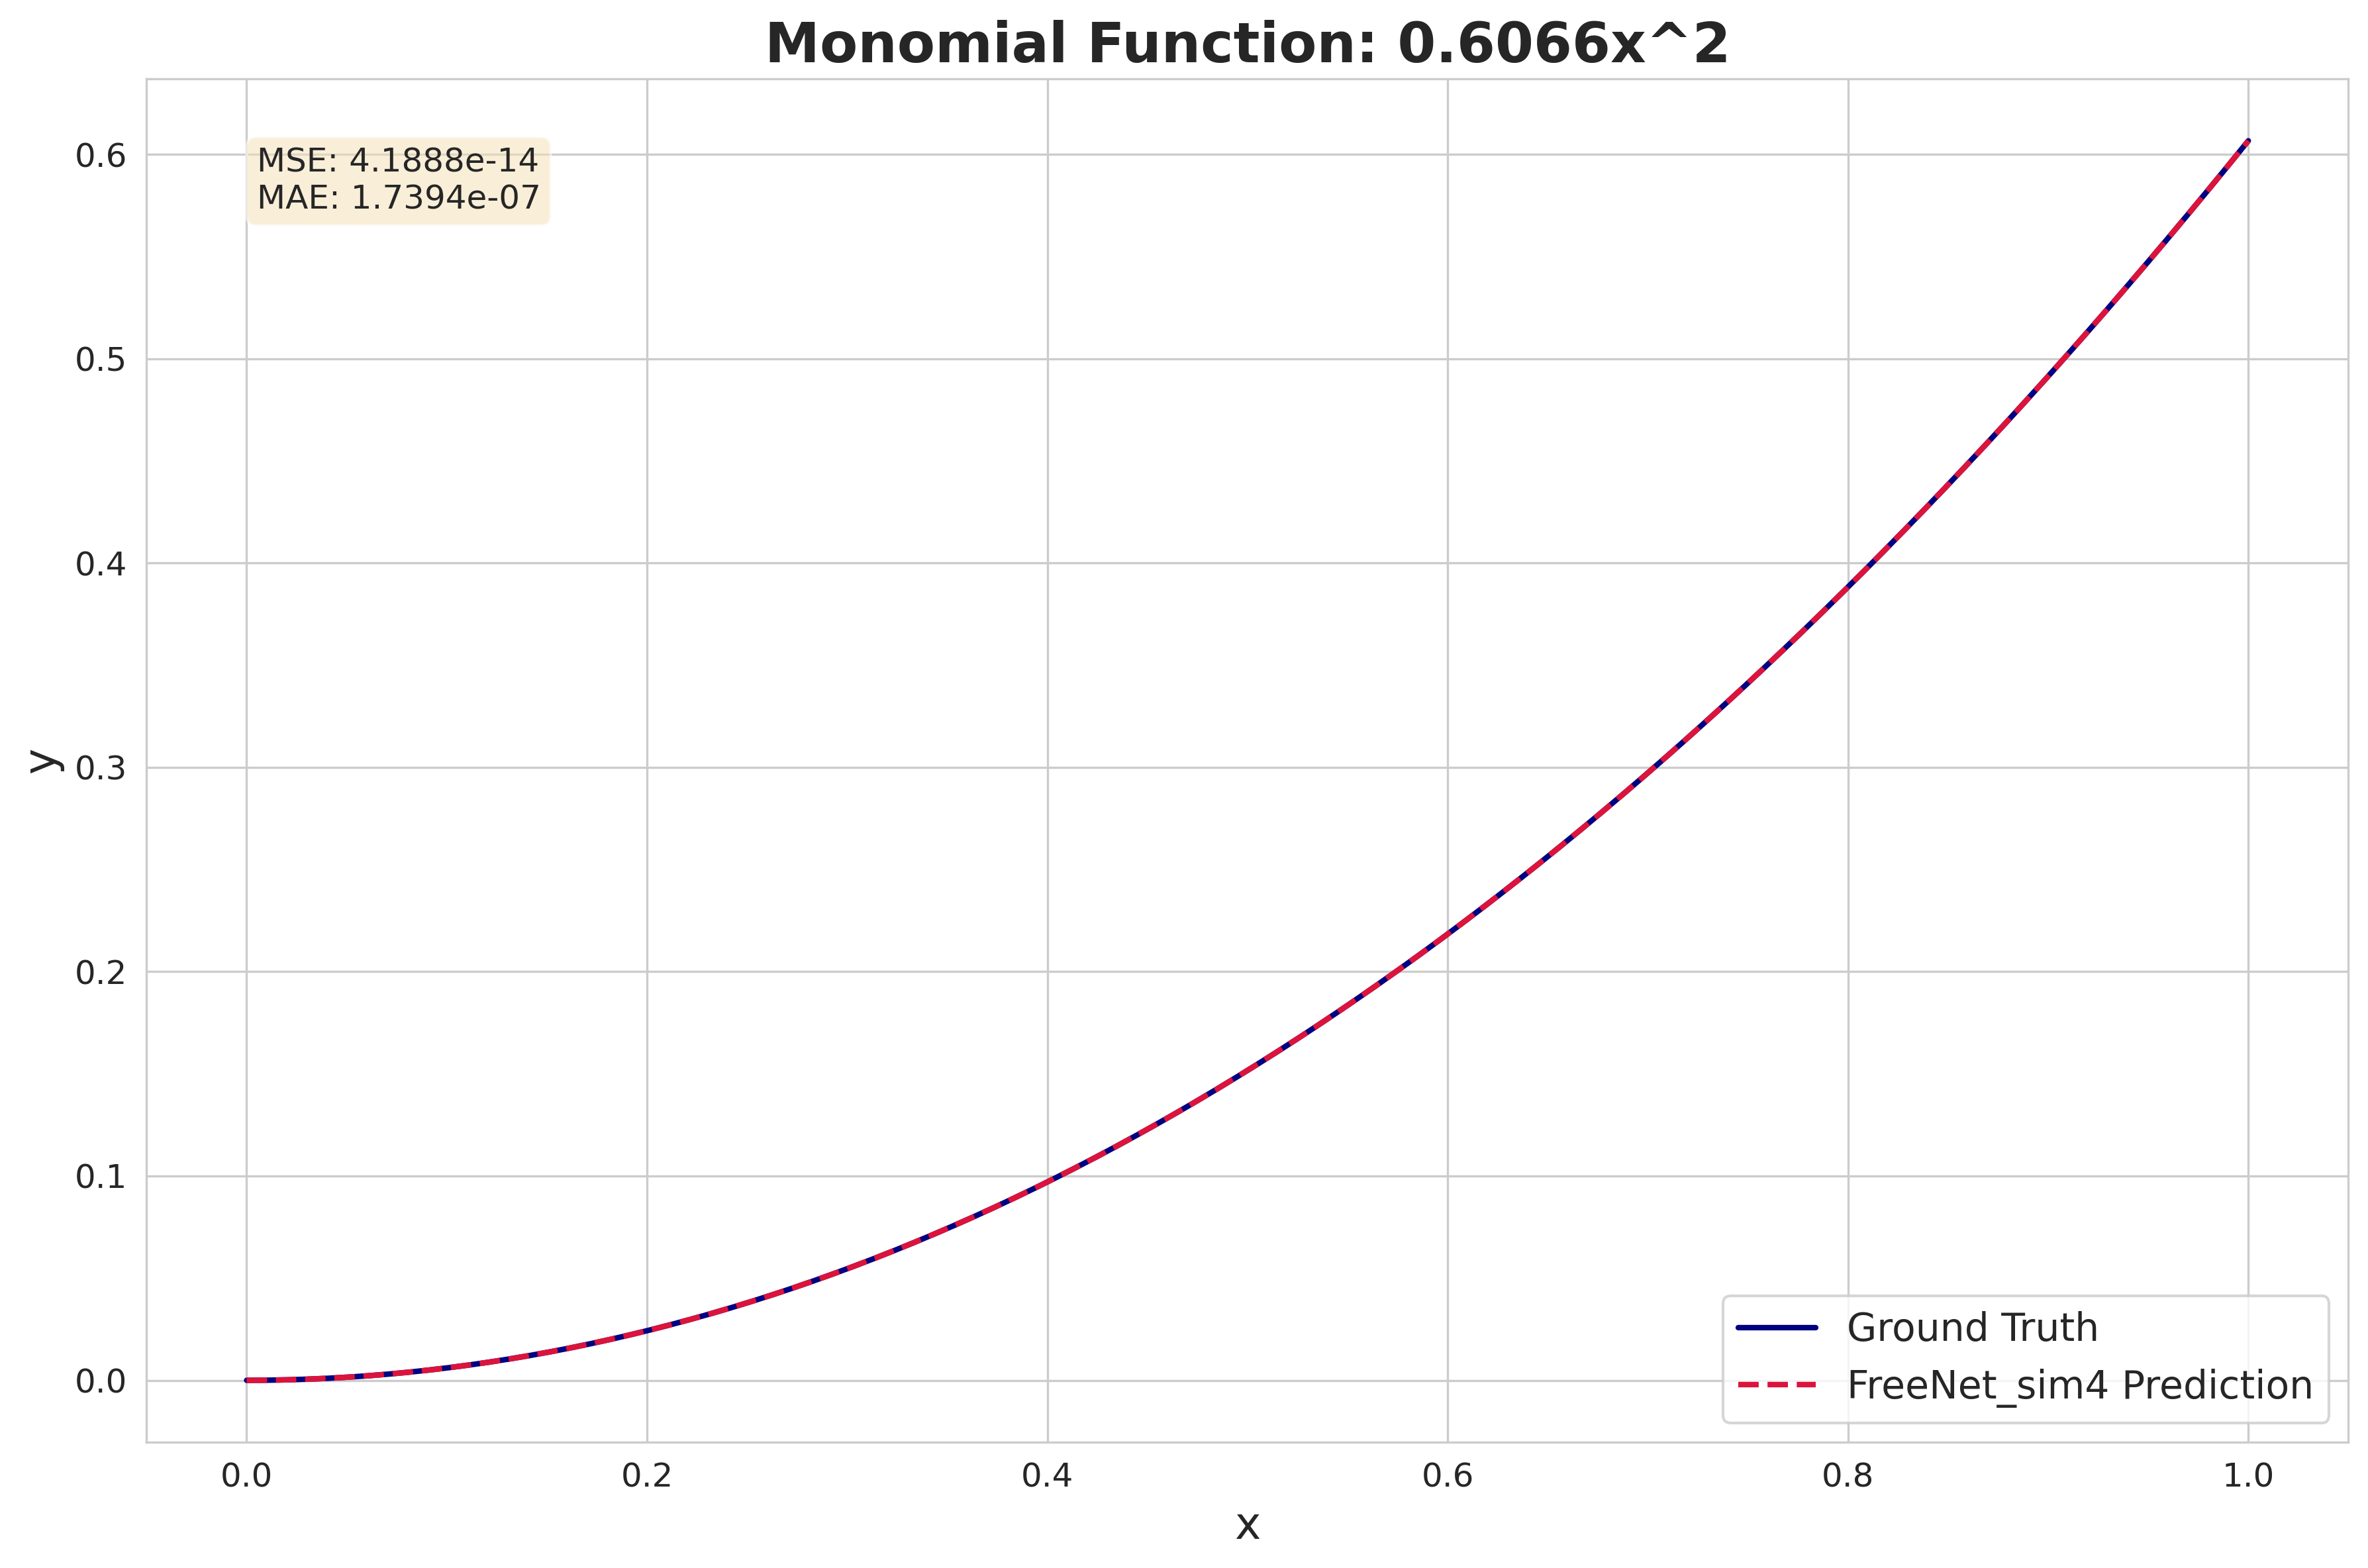 Monomial Function: 0.6066x^2
MSE: 4.1888e-14
MAE: 1.7394e-07
0.6
0.5
0.4
0.3
0.2
0.1
0.0
y
Ground Truth
FreeNet_sim4 Prediction
0.0 0.2 0.4 0.6 0.8 1.0
x